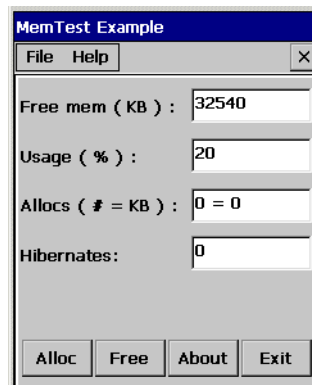 MemTest Example
File Help ×
Free mem ( KB ) : 32540
Usage ( % ) : 20
Allocs ( # = KB ) : 0 = 0
Hibernates: 0
Alloc Free About Exit